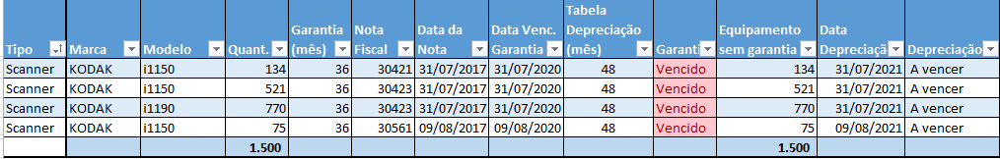 Tipo Marca Modelo Quant. Garantia (mês) Nota Fiscal Data da Nota Data Venc. Garantia Tabela Depreciação (mês) Garanti Equipamento sem garantia Data Depreciação Depreciação
Scanner KODAK i1150 134 36 30421 31/07/2017 31/07/2020 48 Vencido 134 31/07/2021 A vencer
Scanner KODAK i1150 521 36 30423 31/07/2017 31/07/2020 48 Vencido 521 31/07/2021 A vencer
Scanner KODAK i1190 770 36 30423 31/07/2017 31/07/2020 48 Vencido 770 31/07/2021 A vencer
Scanner KODAK i1150 75 36 30561 09/08/2017 09/08/2020 48 Vencido 75 09/08/2021 A vencer
1.500 1.500